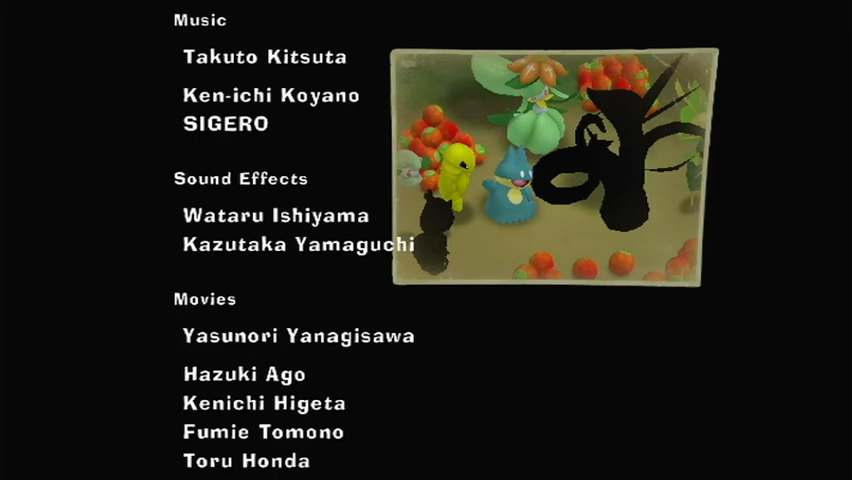 Music
Takuto Kitsuta
Ken-ichi Koyano
SIGERO
Sound Effects
Wataru Ishiyama
Kazutaka Yamaguchi
Movies
Yasunori Yanagisawa
Hazuki Ago
Kenichi Higeta
Fumie Tomono
Toru Honda